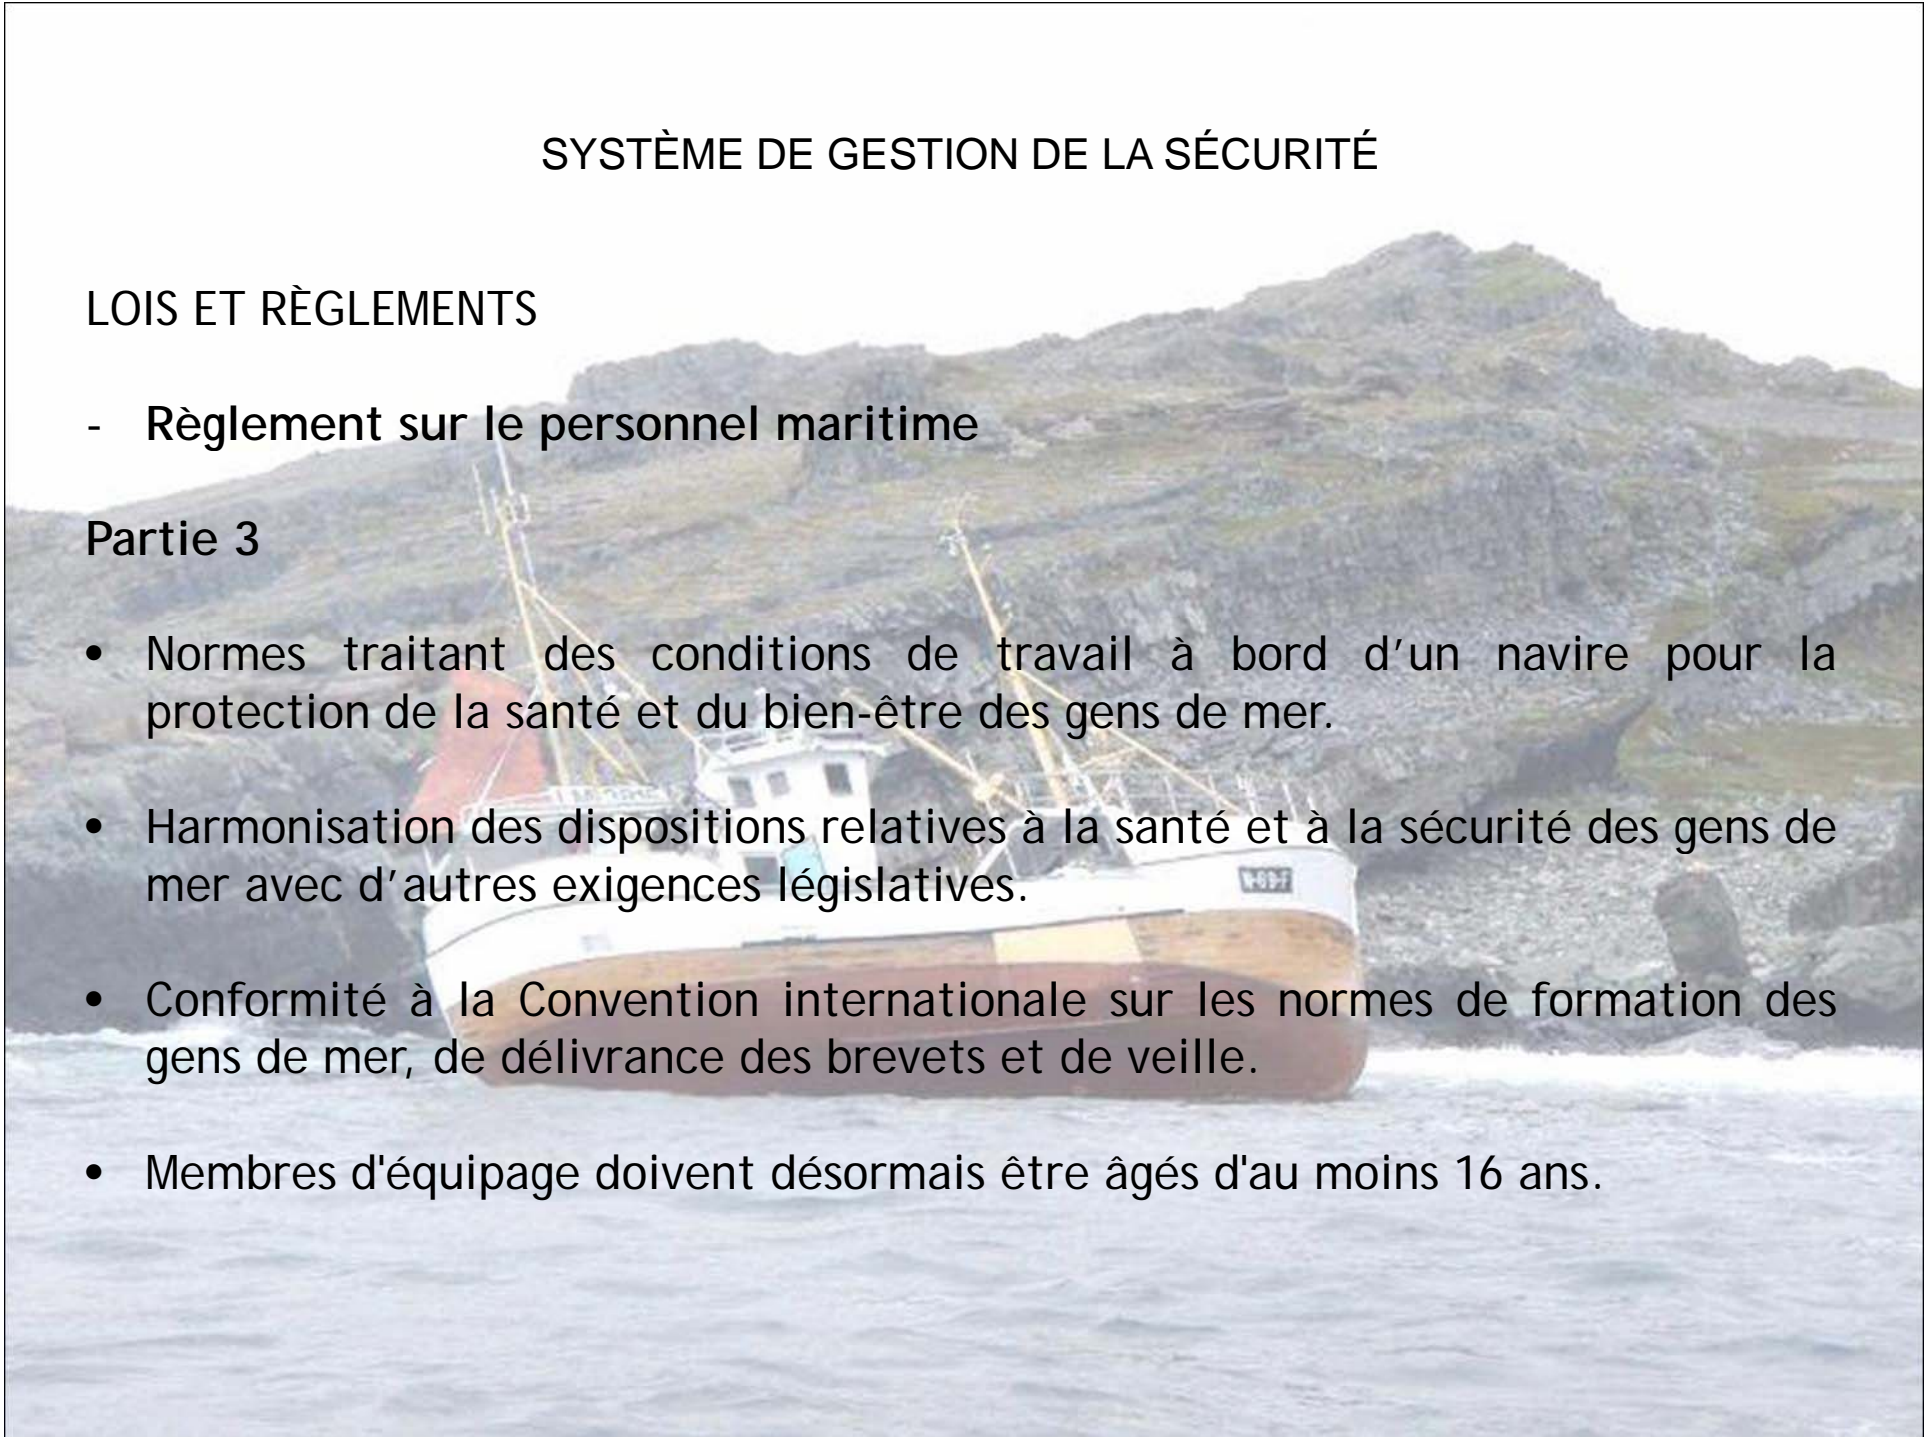 SYSTÈME DE GESTION DE LA SÉCURITÉ
LOIS ET RÈGLEMENTS
- Règlement sur le personnel maritime
Partie 3
• Normes traitant des conditions de travail à bord d’un navire pour la
protection de la santé et du bien-être des gens de mer.
• Harmonisation des dispositions relatives à la santé et à la sécurité des gens de
mer avec d’autres exigences législatives.
• Conformité à la Convention internationale sur les normes de formation des
gens de mer, de délivrance des brevets et de veille.
• Membres d'équipage doivent désormais être âgés d'au moins 16 ans.